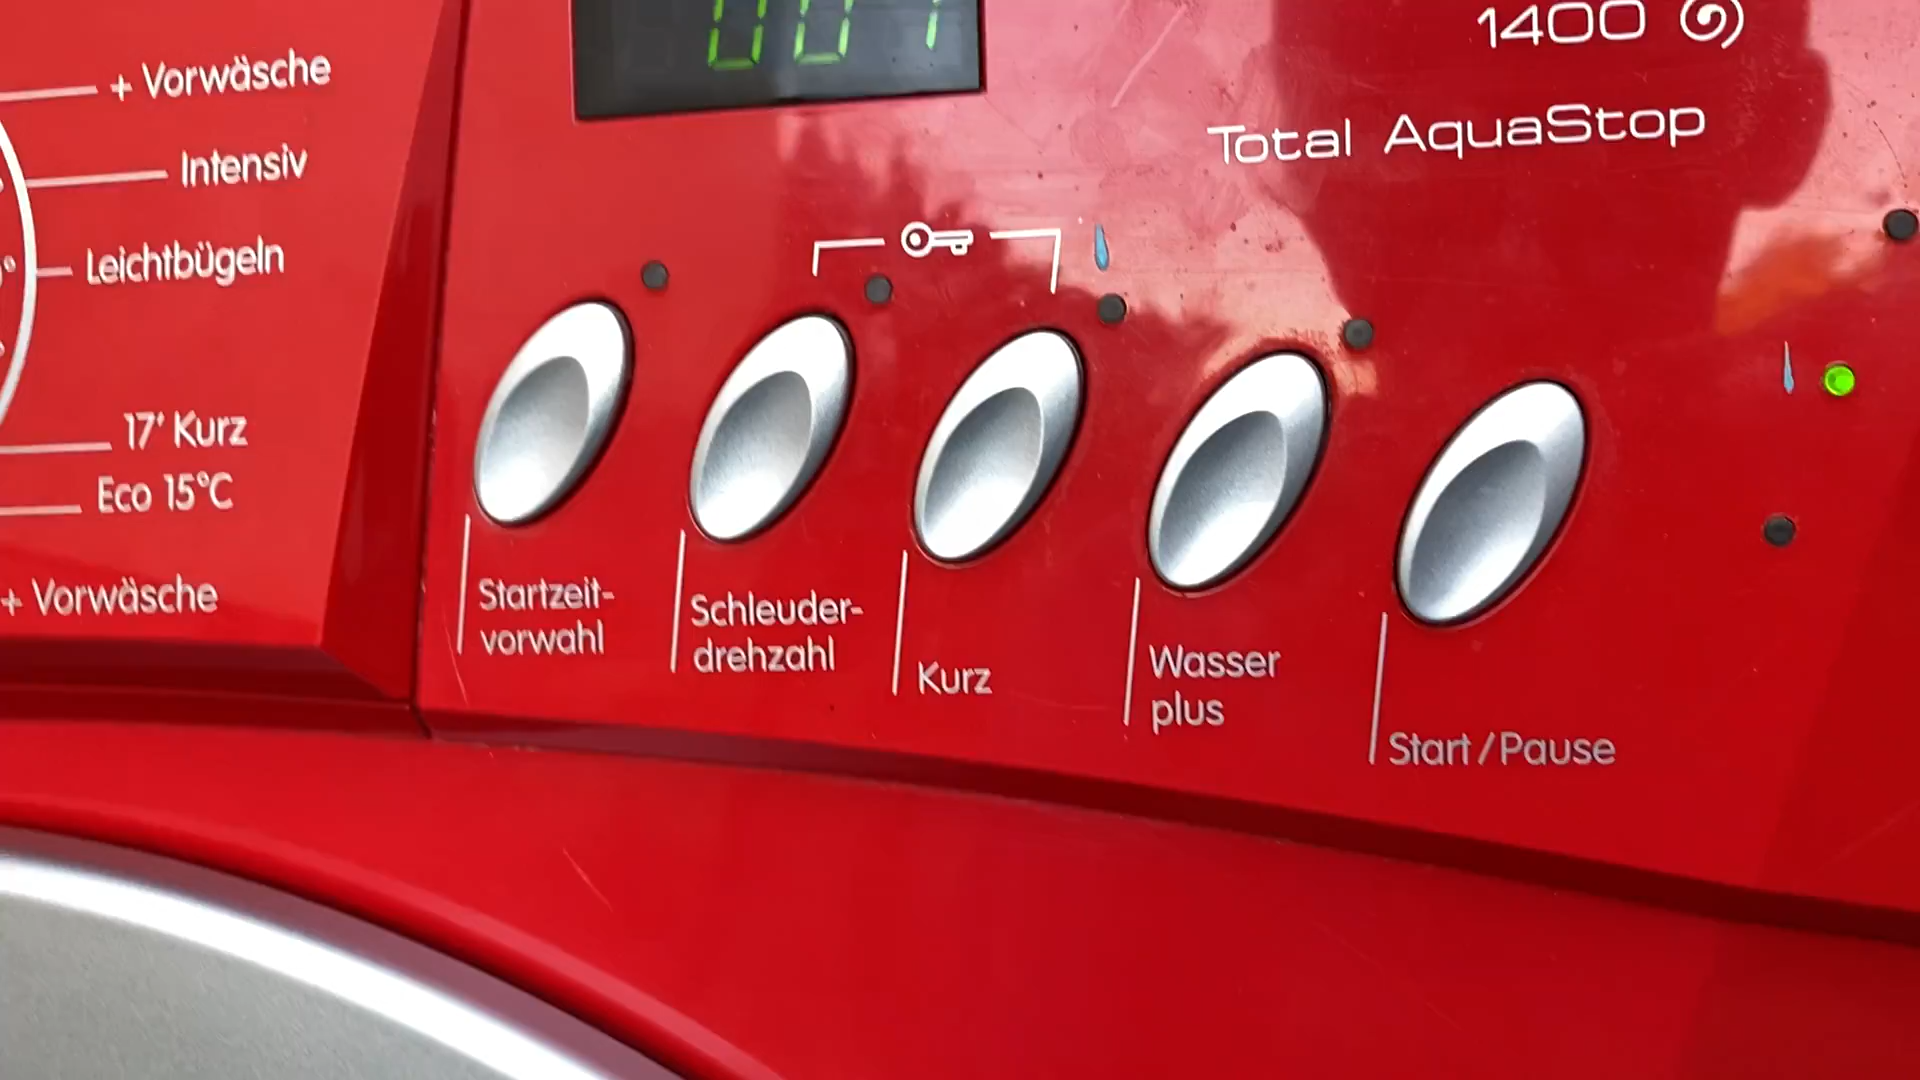 + Vorwäsche
Intensiv
Leichtbügeln
17' Kurz
Eco 15°C
+ Vorwäsche
1400
Total AquaStop
Startzeit-
vorwahl
Schleuder-
drehzahl
Kurz
Wasser
plus
Start/Pause